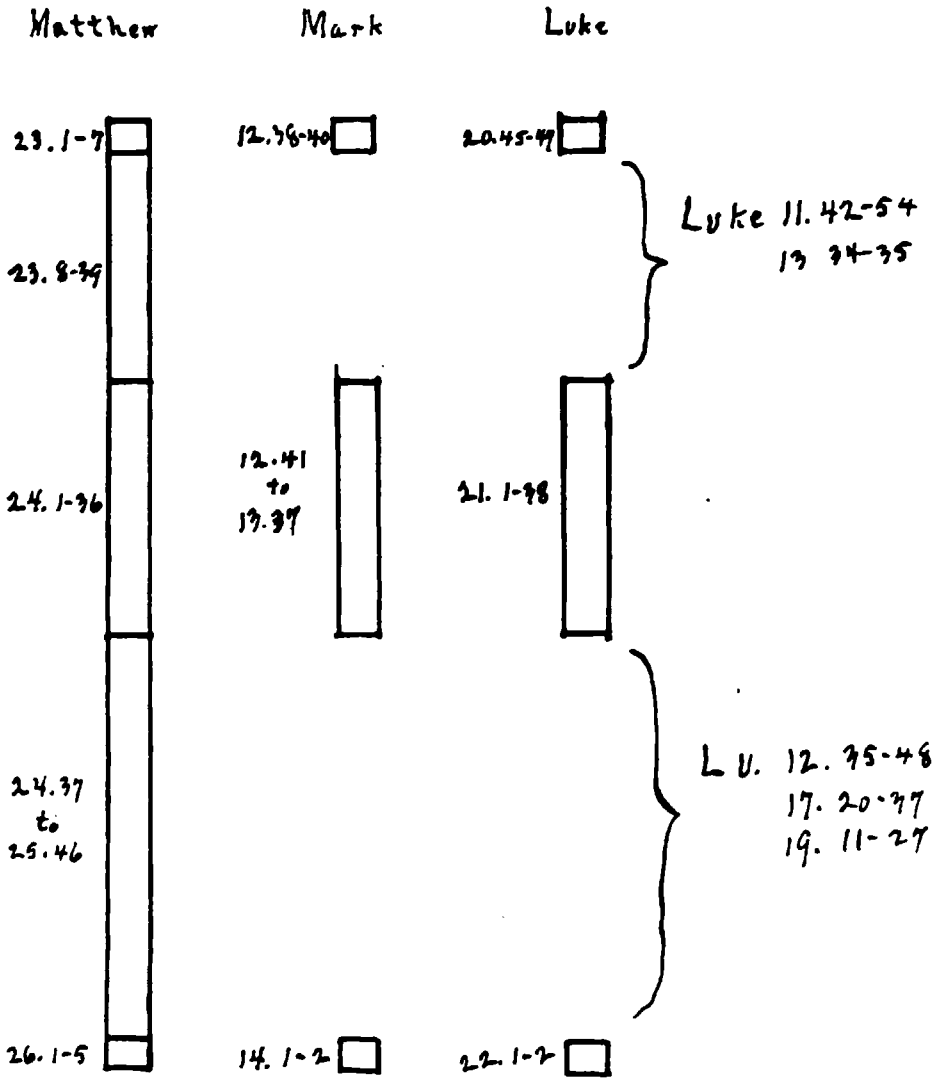 Matthew Mark Luke
23.1-7 12.38-40 20.45-47
Luke 11.42-54
13 34-35
23.8-39
12.41
to
13.37
24.1-36 21.1-38
24.37
to
25.46
Lu. 12.35-48
17.20-37
19.11-27
26.1-5 14.1-2 22.1-2